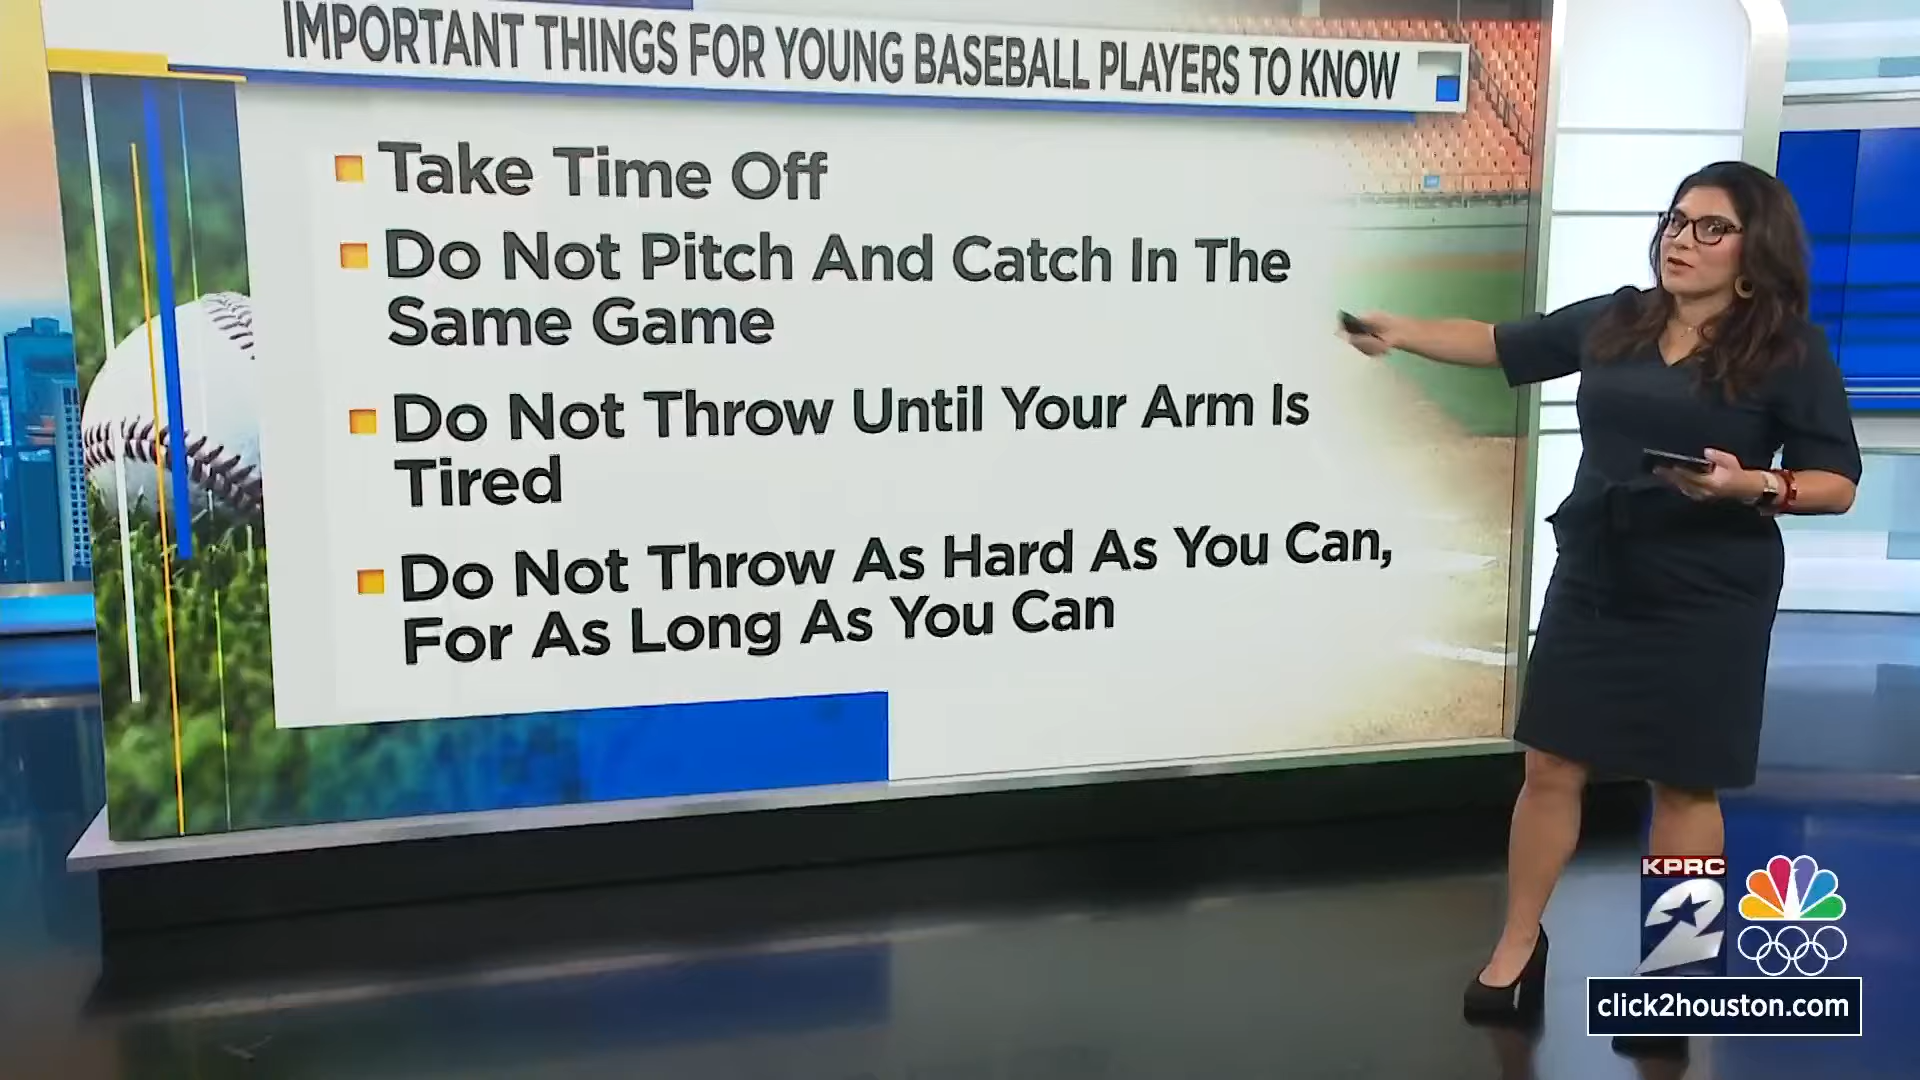 IMPORTANT THINGS FOR YOUNG BASEBALL PLAYERS TO KNOW
Take Time Off
Do Not Pitch And Catch In The
Same Game
Do Not Throw Until Your Arm Is
Tired
Do Not Throw As Hard As You Can,
For As Long As You Can
KPRC
2
click2houston.com